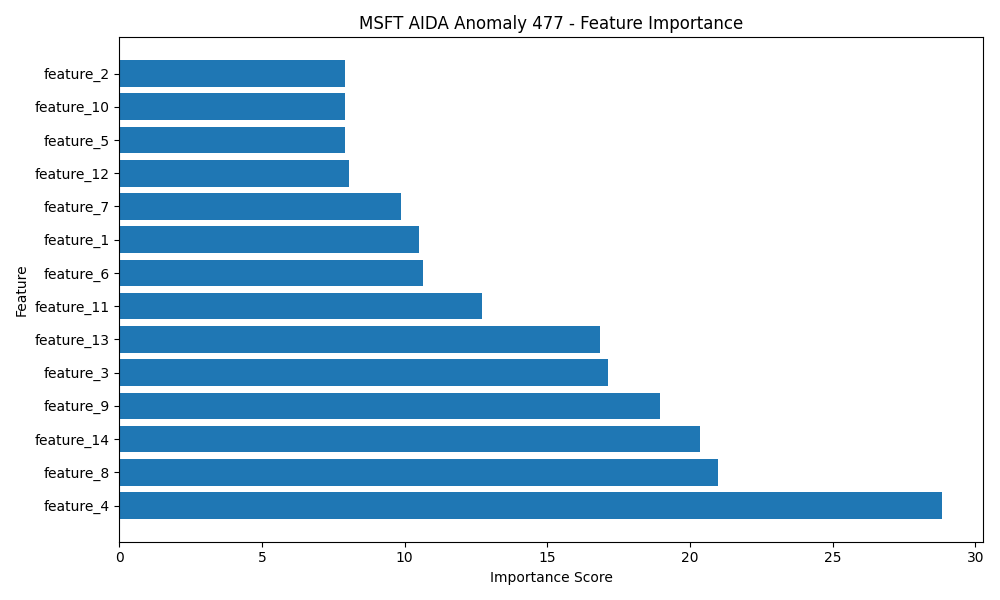 MSFT AIDA Anomaly 477 - Feature Importance
feature_2
feature_10
feature_5
feature_12
feature_7
feature_1
feature_6
feature_11
feature_13
feature_3
feature_9
feature_14
feature_8
feature_4
Feature
0 5 10 15 20 25 30
Importance Score